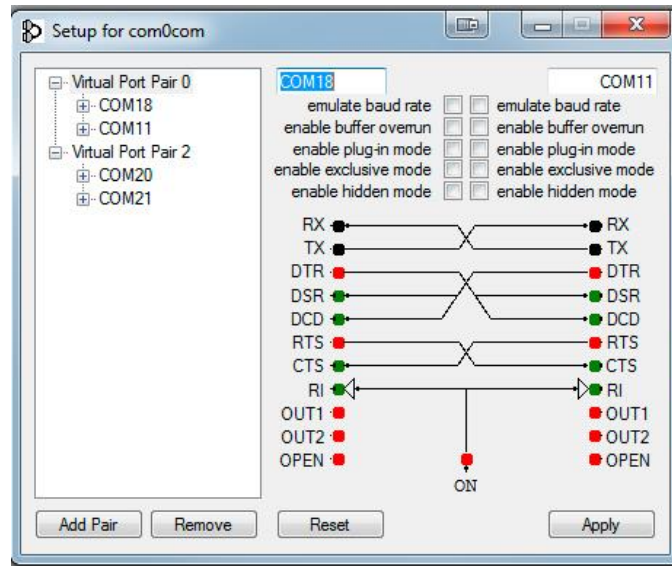 Setup for com0com
Virtual Port Pair 0
COM18
COM11
Virtual Port Pair 2
COM20
COM21
COM18 COM11
emulate baud rate emulate baud rate
enable buffer overrun enable buffer overrun
enable plug-in mode enable plug-in mode
enable exclusive mode enable exclusive mode
enable hidden mode enable hidden mode
RX RX
TX TX
DTR DTR
DSR DSR
DCD DCD
RTS RTS
CTS CTS
RI RI
OUT1 OUT1
OUT2 OUT2
OPEN OPEN
ON
Add Pair Remove Reset Apply